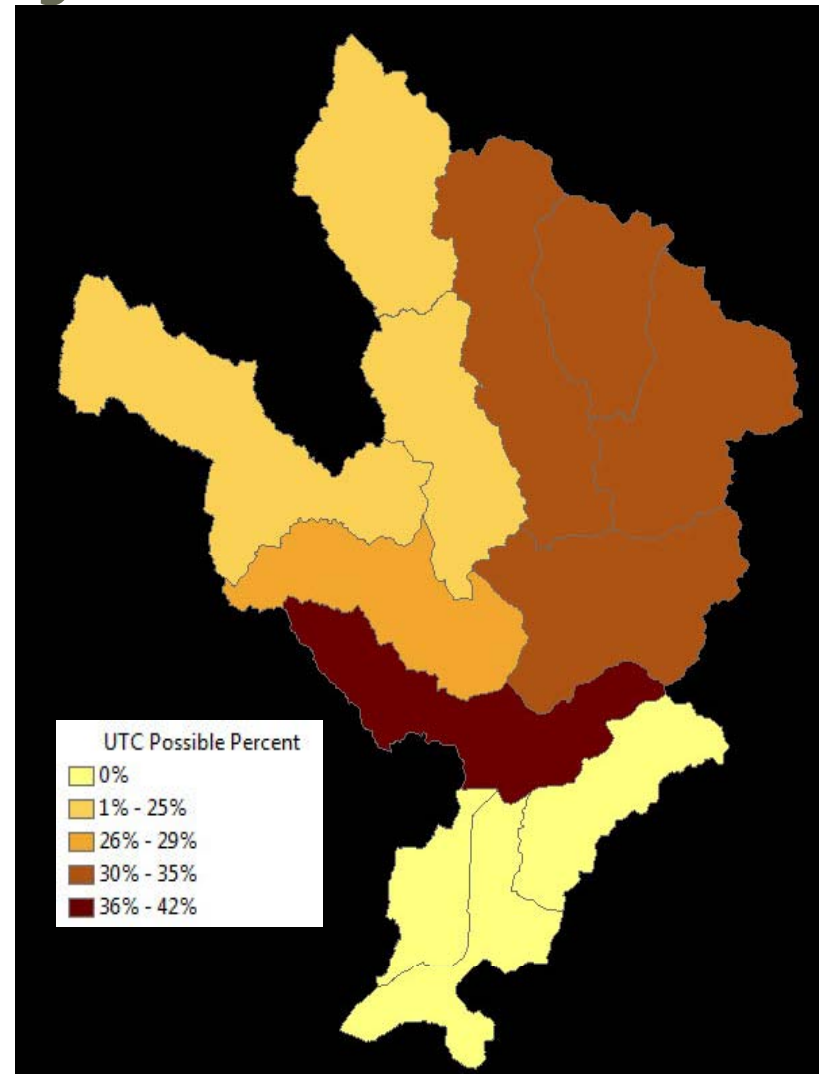 UTC Possible Percent
0%
1% - 25%
26% - 29%
30% - 35%
36% - 42%